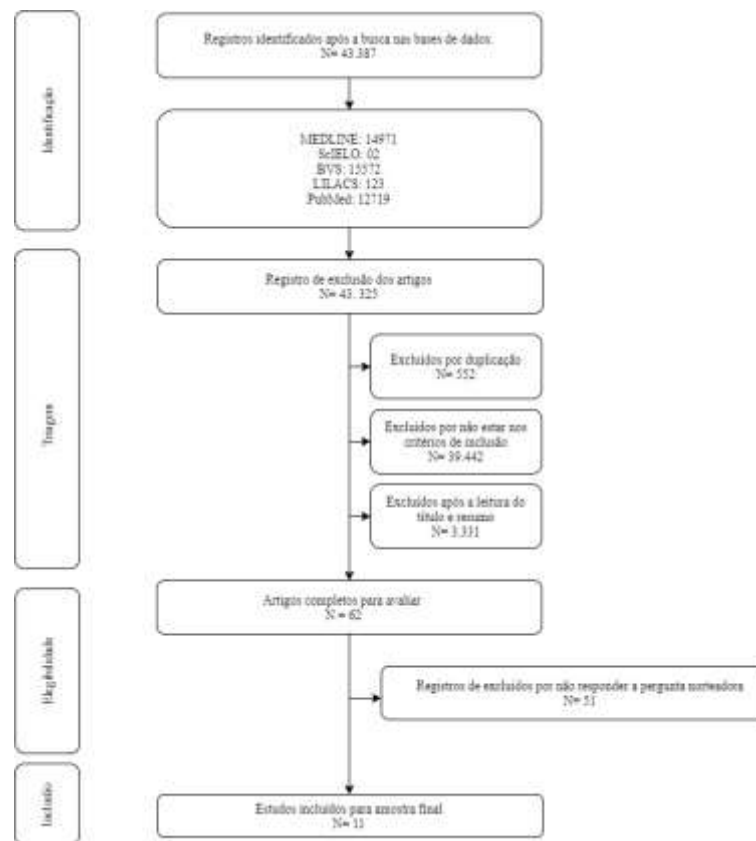 Identificação
Registros identificados após a busca nas bases de dados:
N= 43.387
MEDLINE: 14971
SciELO: 02
BVS: 15572
LILACS: 123
PubMed: 12719
Triagem
Registro de exclusão dos artigos
N= 43. 325
Excluídos por duplicação
N= 552
Excluídos por não estar nos
critérios de inclusão
N= 39.442
Excluídos após a leitura do
título e resumo
N= 3.331
Elegibilidade
Artigos completos para avaliar
N = 62
Registros de excluídos por não responder a pergunta norteadora
N= 51
Inclusão
Estudos incluídos para amostra final
N= 11